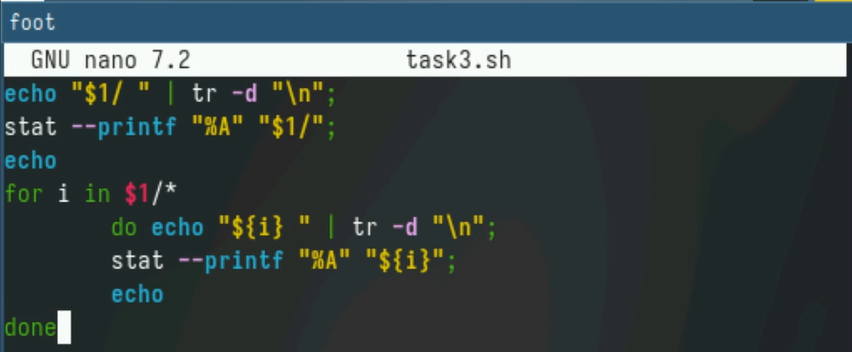 foot
GNU nano 7.2 task3.sh
echo "$1/ " | tr -d "\n";
stat --printf "%A" "$1/";
echo
for i in $1/*
do echo "${i} " | tr -d "\n";
stat --printf "%A" "${i}";
echo
done